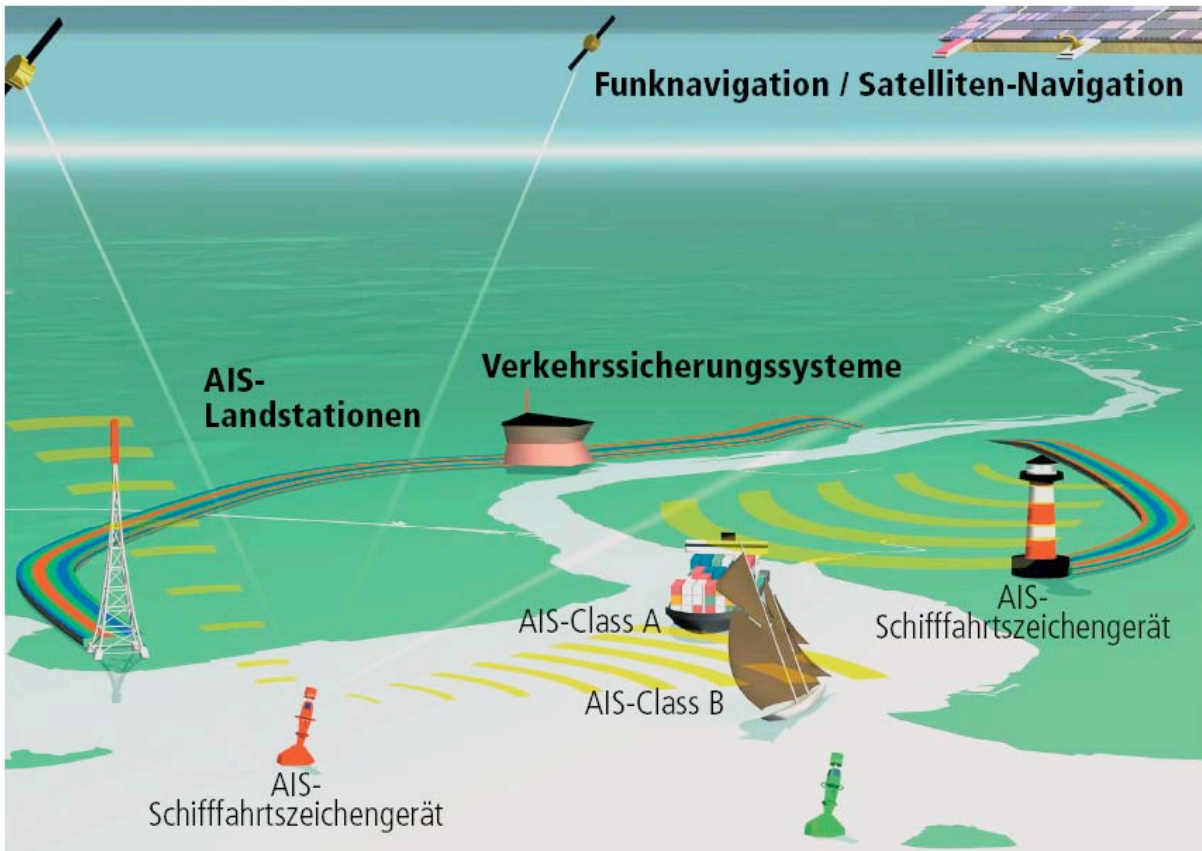 Funknavigation / Satelliten-Navigation
AIS-
Landstationen
Verkehrssicherungssysteme
AIS-Class A
AIS-
Schifffahrtszeichengerät
AIS-Class B
AIS-
Schifffahrtszeichengerät